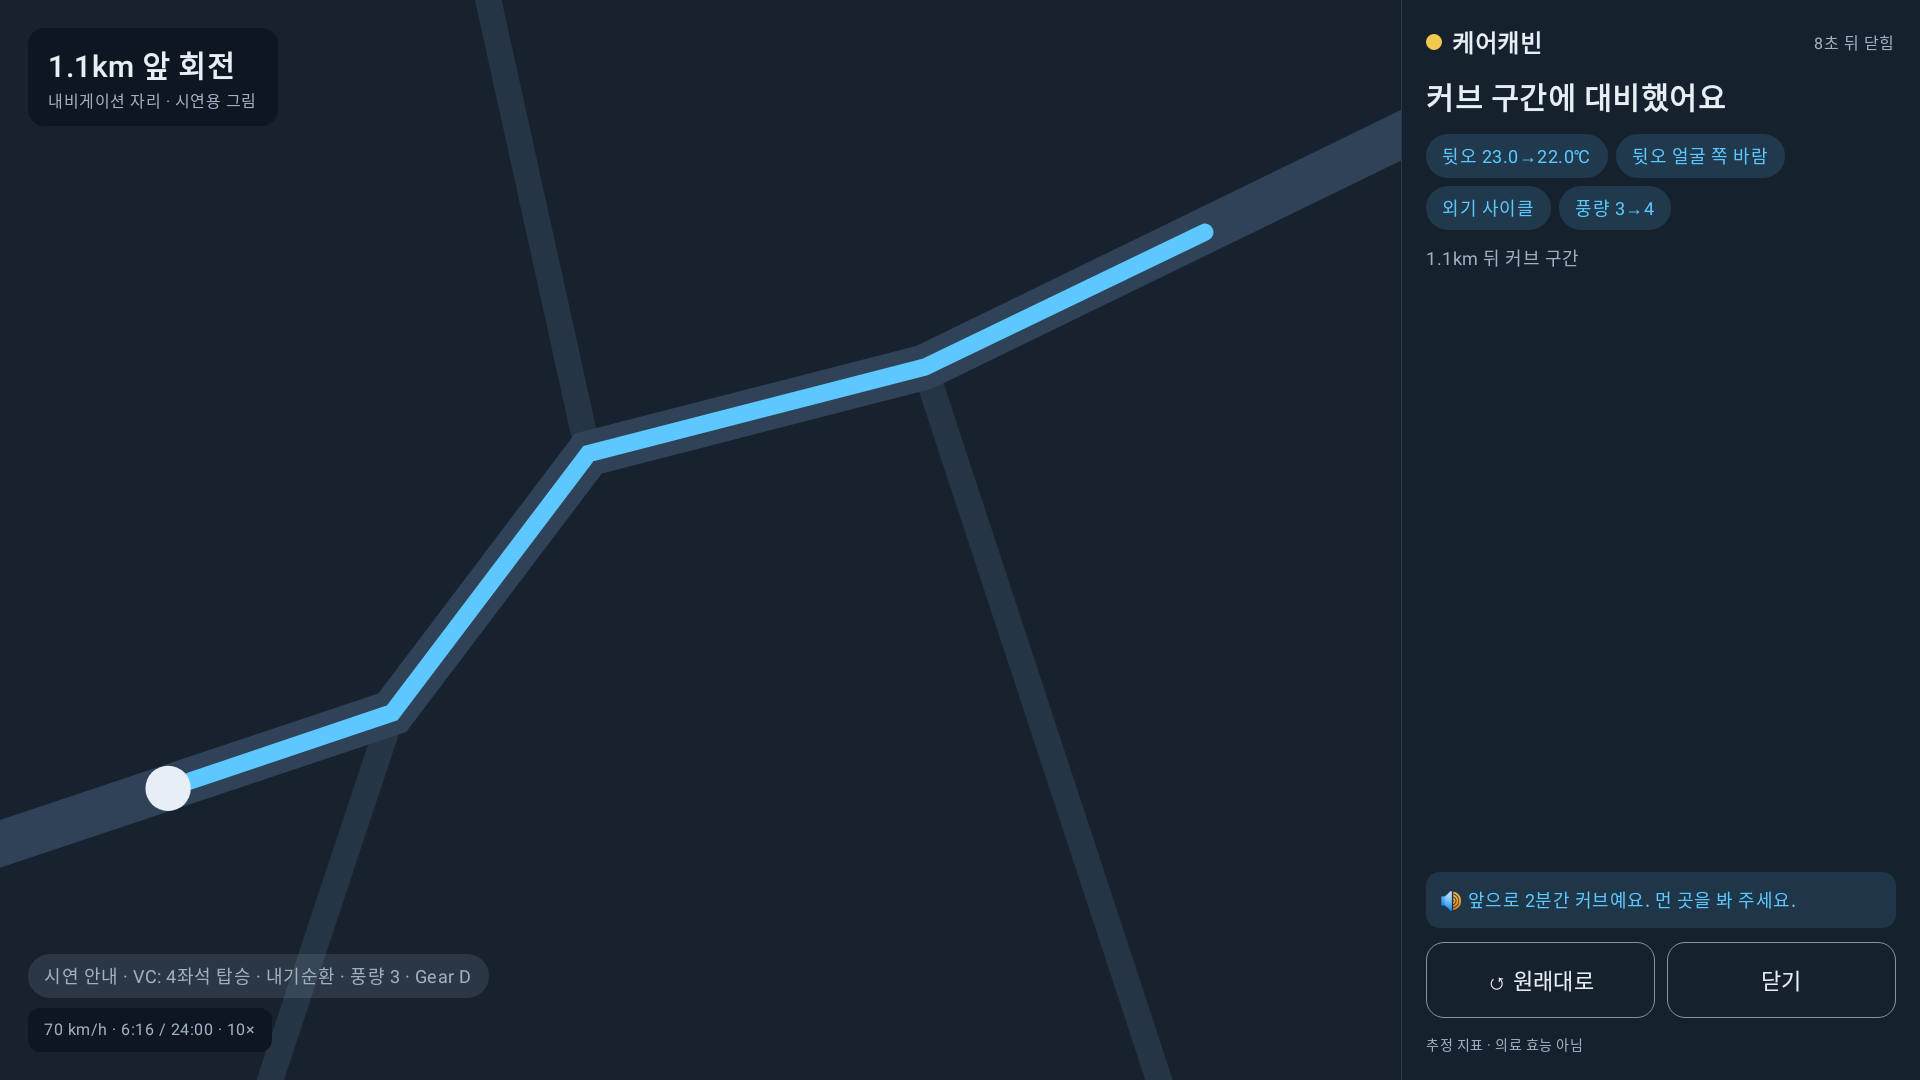 1.1km 앞 회전
내비게이션 자리 · 시연용 그림
시연 안내 · VC: 4좌석 탑승 · 내기순환 · 풍량 3 · Gear D
70 km/h · 6:16 / 24:00 · 10×
케어캐빈
8초 뒤 닫힘
커브 구간에 대비했어요
뒷오 23.0→22.0℃
뒷오 얼굴 쪽 바람
외기 사이클
풍량 3→4
1.1km 뒤 커브 구간
🔊 앞으로 2분간 커브예요. 먼 곳을 봐 주세요.
↺ 원래대로
닫기
추정 지표 · 의료 효능 아님